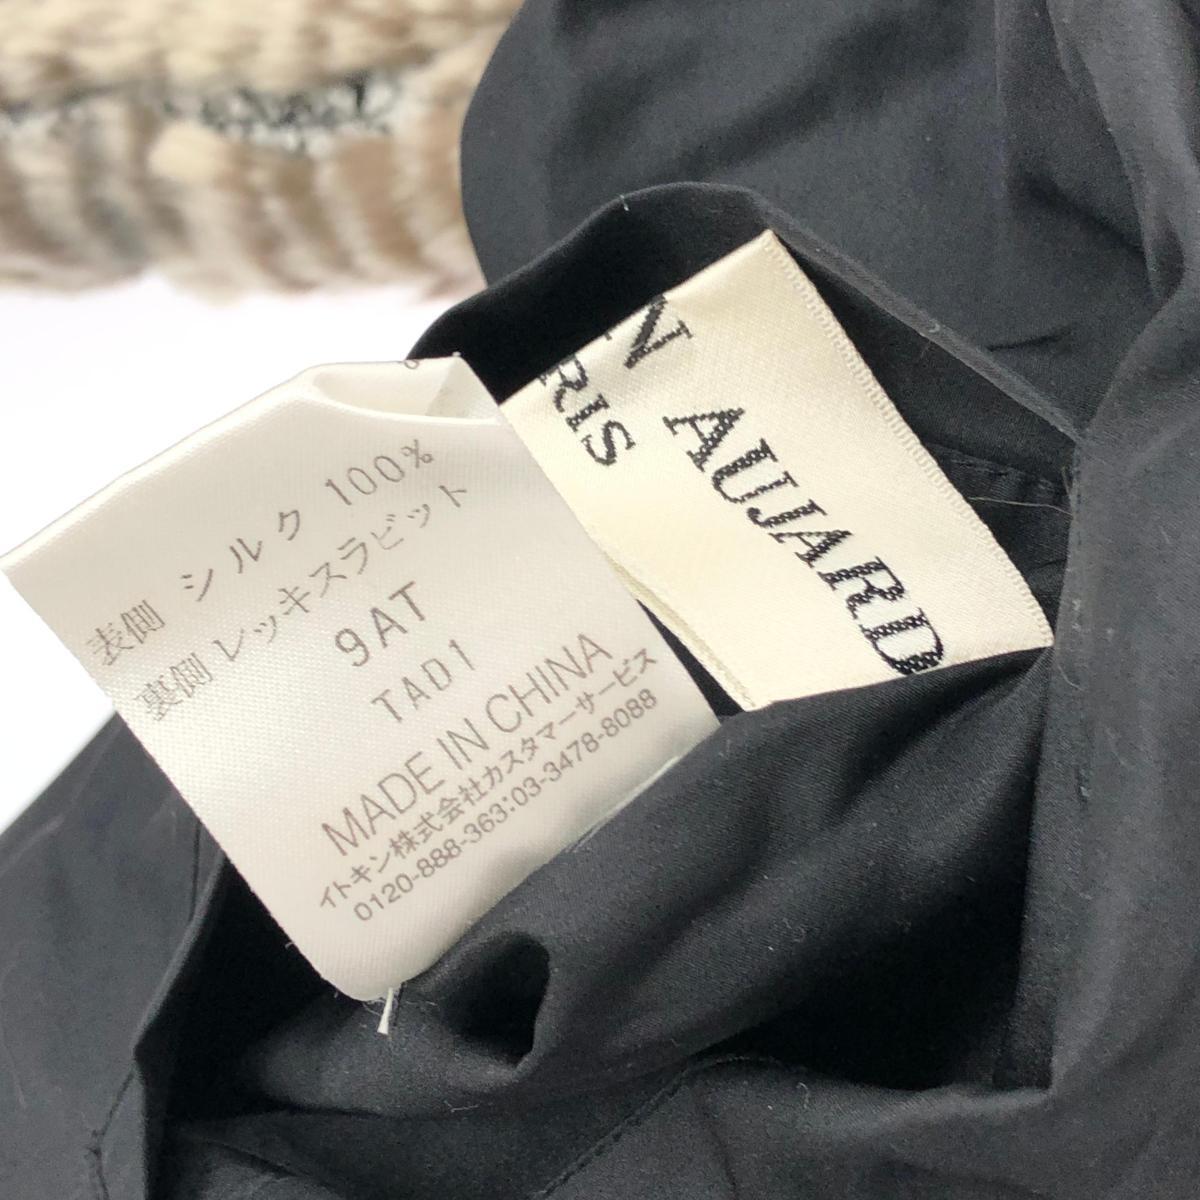 表側 シルク 100%
裏側 レッキスラビット
9AT
TAD1
MADE IN CHINA
イトキン株式会社カスタマーサービス
0120-888-363:03-3478-8088
N AUJARD
RIS